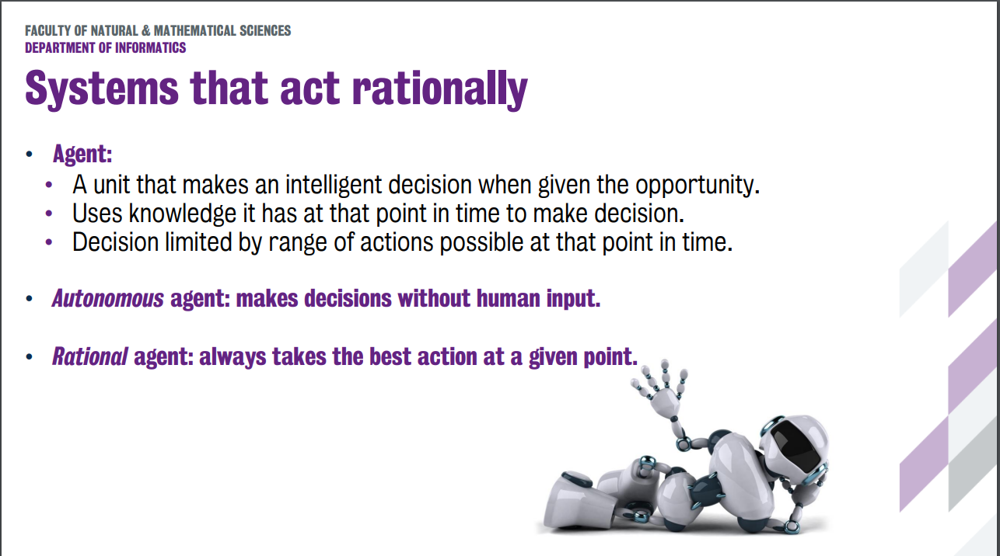 FACULTY OF NATURAL & MATHEMATICAL SCIENCES
DEPARTMENT OF INFORMATICS
Systems that act rationally
• Agent:
• A unit that makes an intelligent decision when given the opportunity.
• Uses knowledge it has at that point in time to make decision.
• Decision limited by range of actions possible at that point in time.
• Autonomous agent: makes decisions without human input.
• Rational agent: always takes the best action at a given point.